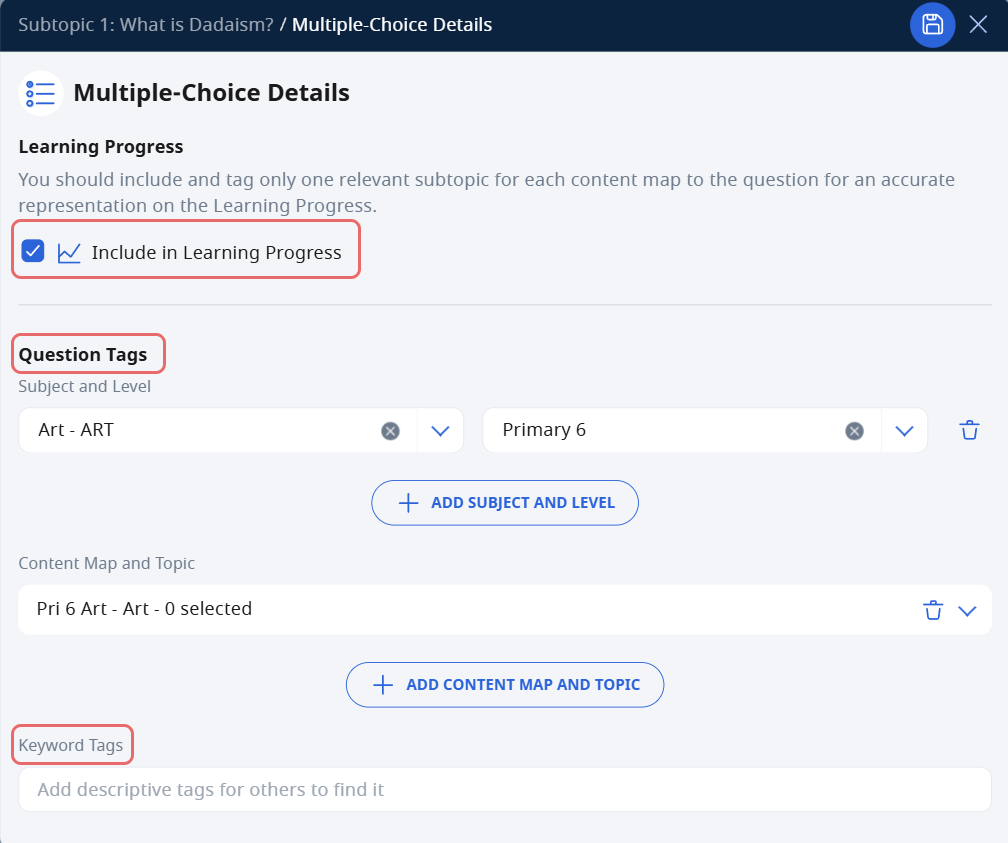 Subtopic 1: What is Dadaism? / Multiple-Choice Details
Multiple-Choice Details
Learning Progress
You should include and tag only one relevant subtopic for each content map to the question for an accurate
representation on the Learning Progress.
Include in Learning Progress
Question Tags
Subject and Level
Art - ART
Primary 6
ADD SUBJECT AND LEVEL
Content Map and Topic
Pri 6 Art - Art - 0 selected
ADD CONTENT MAP AND TOPIC
Keyword Tags
Add descriptive tags for others to find it